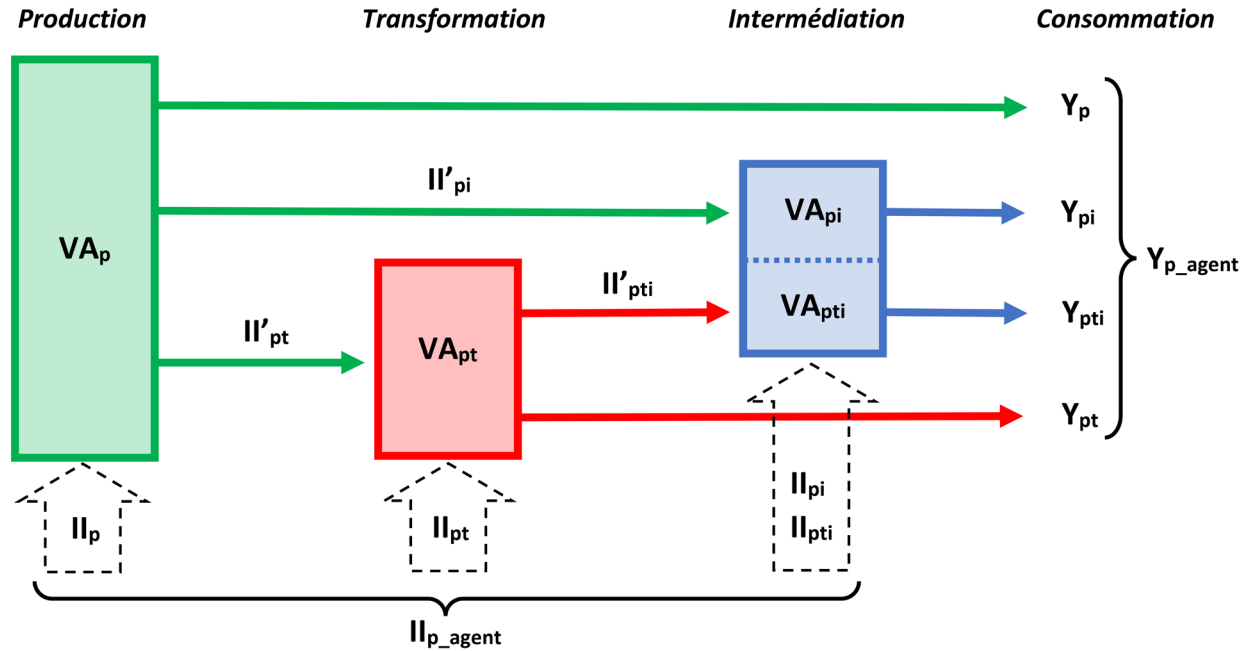 Production Transformation Intermédiation Consommation
Yp
II'pi
VApi
Ypi
VAp
Yp_agent
II'pti
VApti
Ypti
II'pt
VApt
Ypt
IIp
IIpt
IIpi
IIpti
IIp_agent